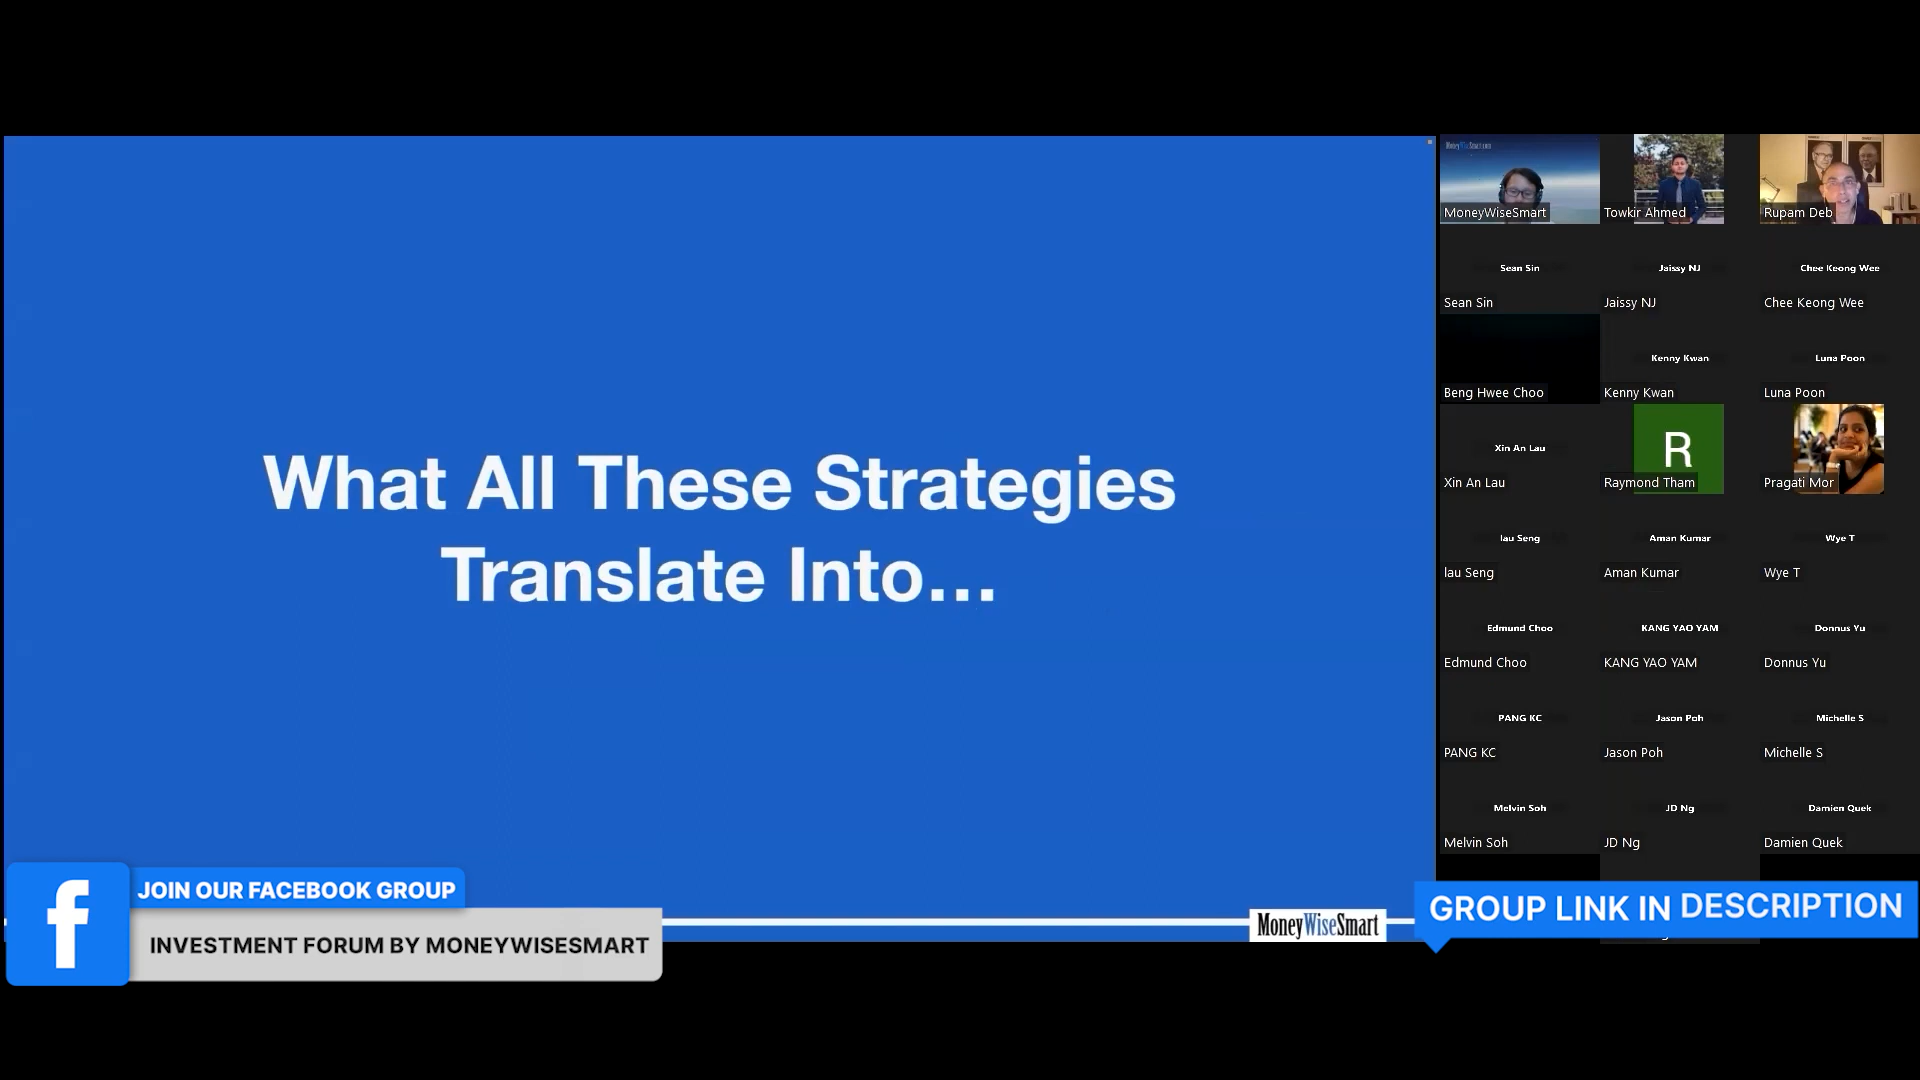 What All These Strategies
Translate Into...
MoneyWiseSmart
JOIN OUR FACEBOOK GROUP
INVESTMENT FORUM BY MONEYWISESMART
GROUP LINK IN DESCRIPTION
MoneyWiseSmart.com
MoneyWiseSmart
Towkir Ahmed
Rupam Deb
Sean Sin
Jaissy NJ
Chee Keong Wee
Sean Sin
Jaissy NJ
Chee Keong Wee
Kenny Kwan
Luna Poon
Beng Hwee Choo
Kenny Kwan
Luna Poon
Xin An Lau
R
Xin An Lau
Raymond Tham
Pragati Mor
lau Seng
Aman Kumar
Wye T
lau Seng
Aman Kumar
Wye T
Edmund Choo
KANG YAO YAM
Donnus Yu
Edmund Choo
KANG YAO YAM
Donnus Yu
PANG KC
Jason Poh
Michelle S
PANG KC
Jason Poh
Michelle S
Melvin Soh
JD Ng
Damien Quek
Melvin Soh
JD Ng
Damien Quek